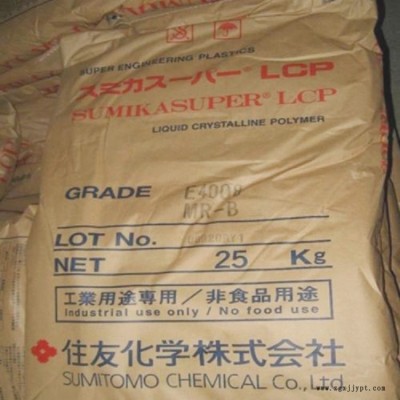 SUPER ENGINEERING PLASTICS
スミカスーパー® LCP
SUMIKASUPER® LCP
LIQUID CRYSTALLINE POLYMER
GRADE E4009
MR-B
LOT No.
NET 25 Kg
工業用途専用／非食品用途
Industrial use only / No food use
住友化学株式会社
SUMITOMO CHEMICAL Co., Ltd.